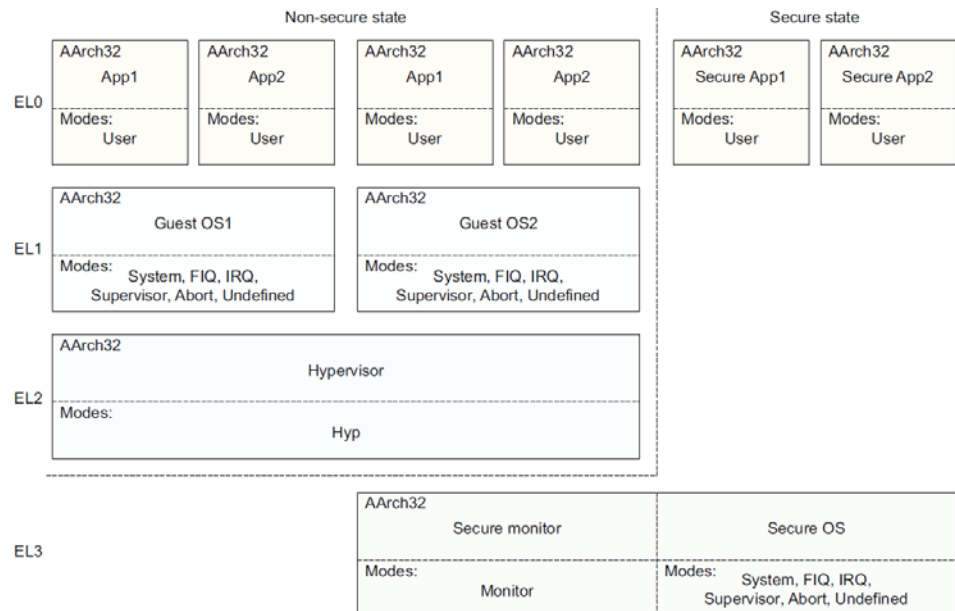 Non-secure state
Secure state
EL0
AArch32
App1
Modes:
User
AArch32
App2
Modes:
User
AArch32
App1
Modes:
User
AArch32
App2
Modes:
User
AArch32
Secure App1
Modes:
User
AArch32
Secure App2
Modes:
User
EL1
AArch32
Guest OS1
Modes:
System, FIQ, IRQ,
Supervisor, Abort, Undefined
AArch32
Guest OS2
Modes:
System, FIQ, IRQ,
Supervisor, Abort, Undefined
EL2
AArch32
Hypervisor
Modes:
Hyp
EL3
AArch32
Secure monitor
Modes:
Monitor
Secure OS
Modes:
System, FIQ, IRQ,
Supervisor, Abort, Undefined